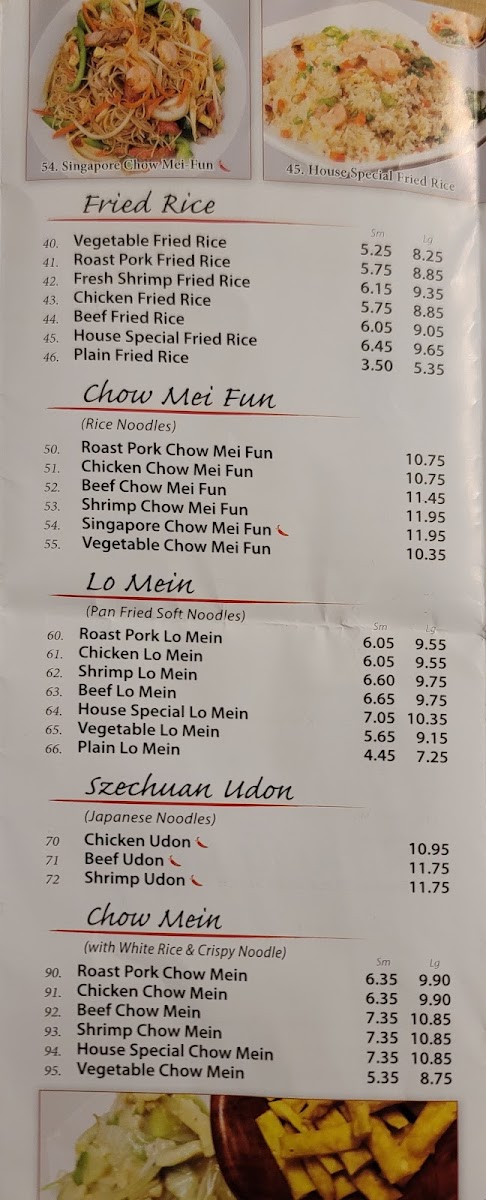 54. Singapore Chow Mei-Fun
45. House Special Fried Rice
Fried Rice
Sm Lg
40. Vegetable Fried Rice 5.25 8.25
41. Roast Pork Fried Rice 5.75 8.85
42. Fresh Shrimp Fried Rice 6.15 9.35
43. Chicken Fried Rice 5.75 8.85
44. Beef Fried Rice 6.05 9.05
45. House Special Fried Rice 6.45 9.65
46. Plain Fried Rice 3.50 5.35
Chow Mei Fun
(Rice Noodles)
50. Roast Pork Chow Mei Fun 10.75
51. Chicken Chow Mei Fun 10.75
52. Beef Chow Mei Fun 11.45
53. Shrimp Chow Mei Fun 11.95
54. Singapore Chow Mei Fun 11.95
55. Vegetable Chow Mei Fun 10.35
Lo Mein
(Pan Fried Soft Noodles)
Sm Lg
60. Roast Pork Lo Mein 6.05 9.55
61. Chicken Lo Mein 6.05 9.55
62. Shrimp Lo Mein 6.60 9.75
63. Beef Lo Mein 6.65 9.75
64. House Special Lo Mein 7.05 10.35
65. Vegetable Lo Mein 5.65 9.15
66. Plain Lo Mein 4.45 7.25
Szechuan Udon
(Japanese Noodles)
70 Chicken Udon 10.95
71 Beef Udon 11.75
72 Shrimp Udon 11.75
Chow Mein
(with White Rice & Crispy Noodle)
Sm Lg
90. Roast Pork Chow Mein 6.35 9.90
91. Chicken Chow Mein 6.35 9.90
92. Beef Chow Mein 7.35 10.85
93. Shrimp Chow Mein 7.35 10.85
94. House Special Chow Mein 7.35 10.85
95. Vegetable Chow Mein 5.35 8.75